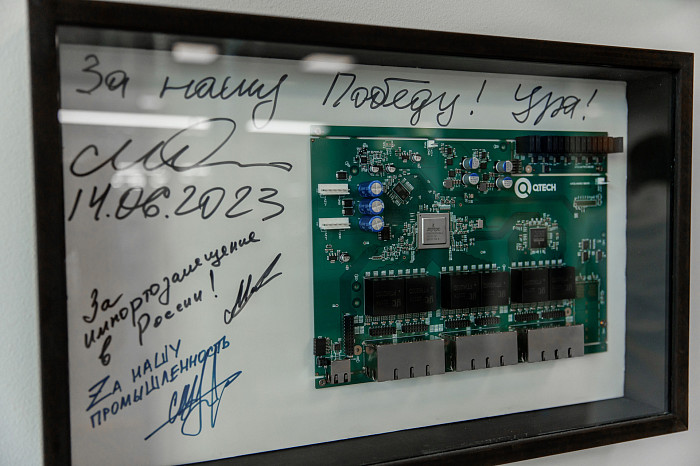 За нашу Победу! Ура!
14.06.2023
За
импортозамещение
в России!
Zа НАШУ
ПРОМЫШЛЕННОСТЬ
QTECH